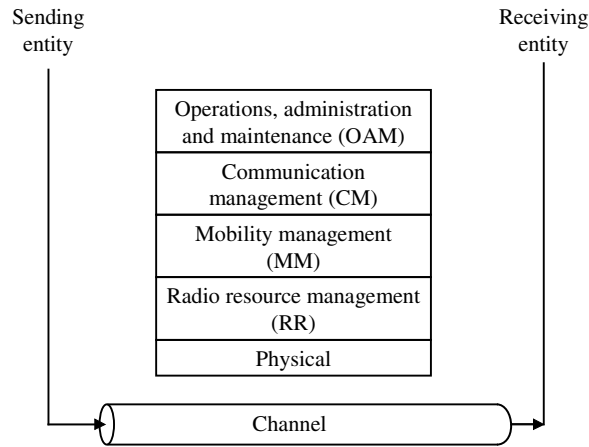 Sending
entity
Receiving
entity
Operations, administration
and maintenance (OAM)
Communication
management (CM)
Mobility management
(MM)
Radio resource management
(RR)
Physical
Channel